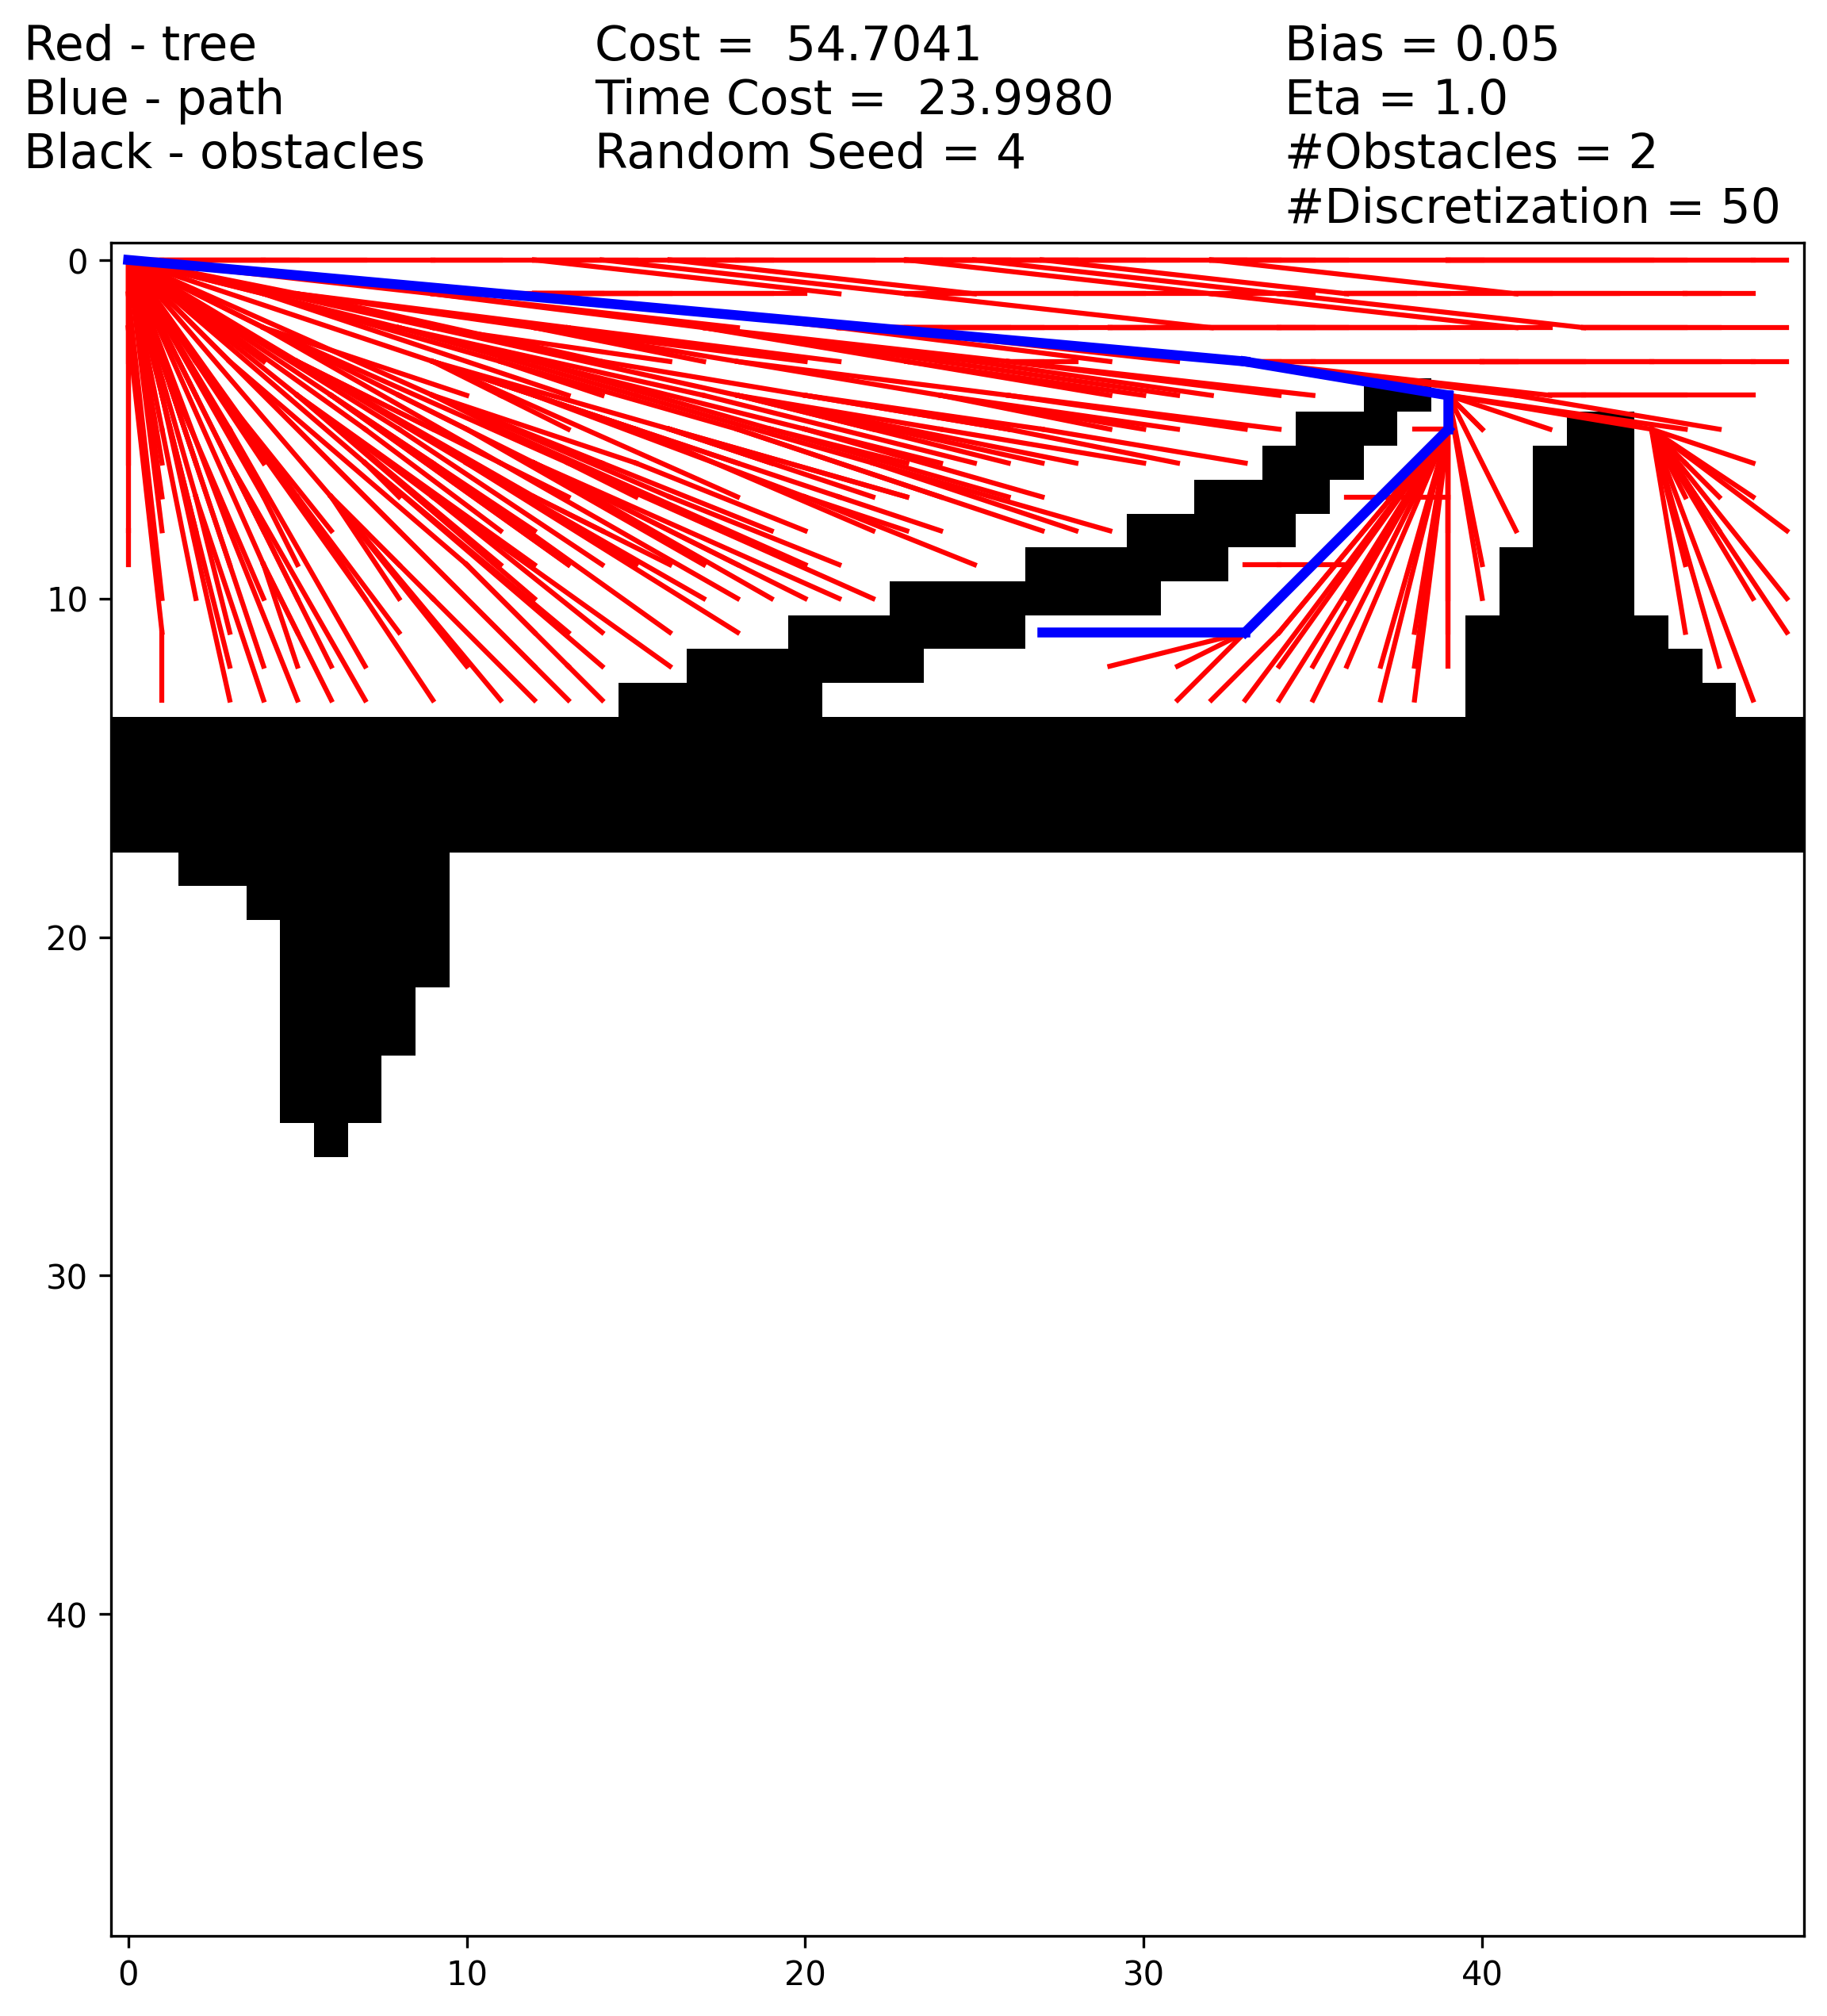 Red - tree
Blue - path
Black - obstacles
Cost =  54.7041
Time Cost =  23.9980
Random Seed = 4
Bias = 0.05
Eta = 1.0
#Obstacles = 2
#Discretization = 50
0
10
20
30
40
0 10 20 30 40